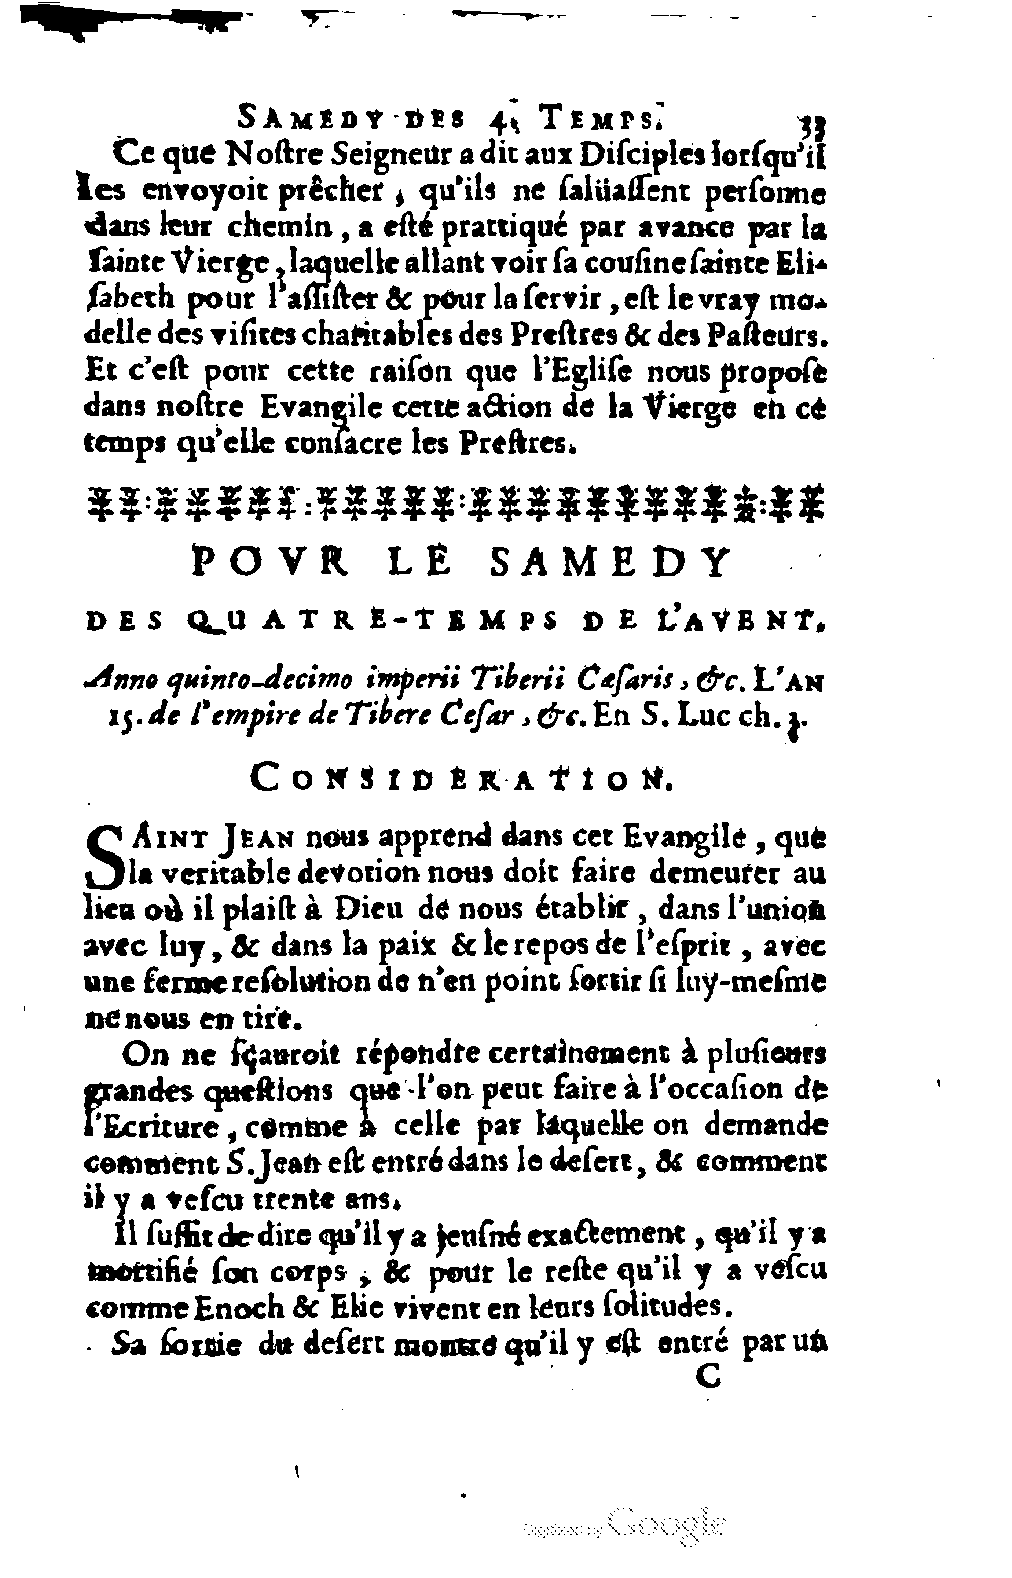 SAMEDY DES 4. TEMPS. 33
Ce que Noſtre Seigneur a dit aux Diſciples lorſqu'il
les envoyoit prêcher, qu'ils ne ſalüaſſent perſonne
dans leur chemin, a eſté prattiqué par avance par la
ſainte Vierge, laquelle allant voir ſa couſine ſainte Eli-
ſabeth pour l'aſſiſter & pour la ſervir, eſt le vray mo-
delle des viſites charitables des Preſtres & des Paſteurs.
Et c'eſt pour cette raiſon que l'Egliſe nous propoſe
dans noſtre Evangile cette action de la Vierge en cé
temps qu'elle conſacre les Preſtres.
POVR LE SAMEDY
DES QUATRE-TEMPS DE L'AVENT.
Anno quinto-decimo imperii Tiberii Cæſaris, &c. L'AN
15. de l'empire de Tibere Ceſar, &c. En S. Luc ch. 3.
CONSIDERATION.
SAINT JEAN nous apprend dans cet Evangile, que
la veritable devotion nous doit faire demeurer au
lieu où il plaiſt à Dieu de nous établir, dans l'union
avec luy, & dans la paix & le repos de l'eſprit, avec
une ferme reſolution de n'en point ſortir ſi luy-meſme
ne nous en tire.
On ne ſçauroit répondre certainement à pluſieurs
grandes queſtions que l'on peut faire à l'occaſion de
l'Ecriture, comme à celle par laquelle on demande
comment S. Jean eſt entré dans le deſert, & comment
il y a veſcu trente ans.
Il ſuffit de dire qu'il y a jeuſné exactement, qu'il y a
mortifié ſon corps, & pour le reſte qu'il y a veſcu
comme Enoch & Elie vivent en leurs ſolitudes.
Sa ſortie du deſert montre qu'il y eſt entré par un
C
Digitized by Google